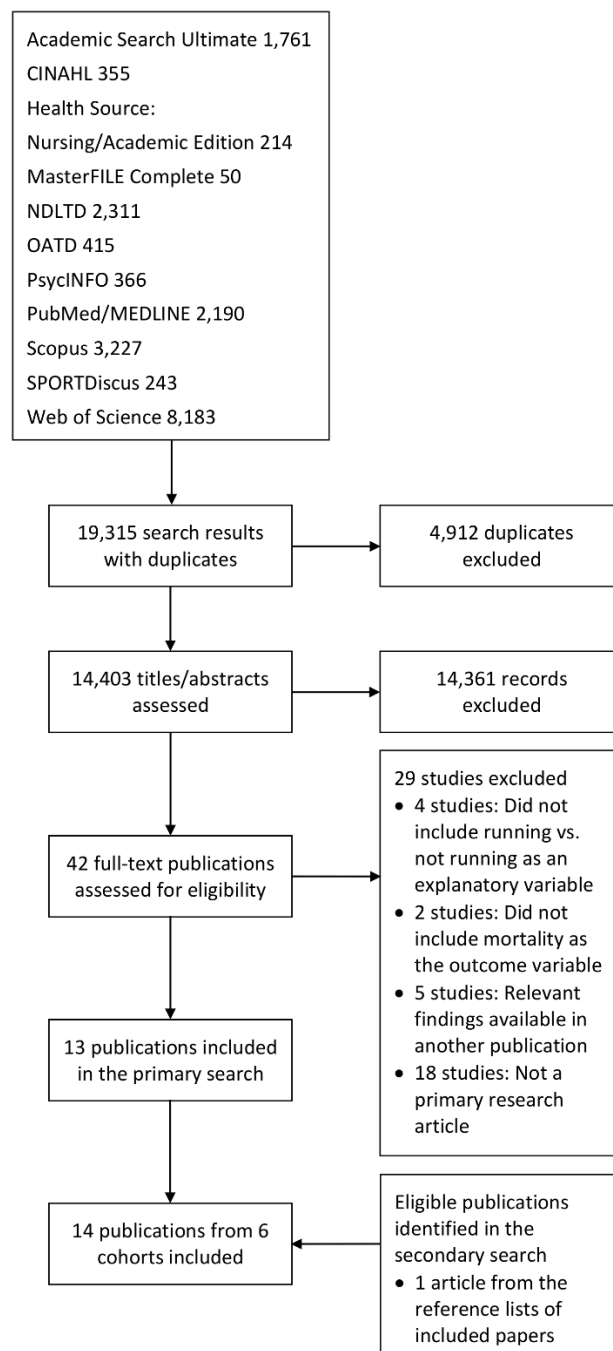 Academic Search Ultimate 1,761
CINAHL 355
Health Source:
Nursing/Academic Edition 214
MasterFILE Complete 50
NDLTD 2,311
OATD 415
PsycINFO 366
PubMed/MEDLINE 2,190
Scopus 3,227
SPORTDiscus 243
Web of Science 8,183
19,315 search results
with duplicates
4,912 duplicates
excluded
14,403 titles/abstracts
assessed
14,361 records
excluded
42 full-text publications
assessed for eligibility
29 studies excluded
• 4 studies: Did not
include running vs.
not running as an
explanatory variable
• 2 studies: Did not
include mortality as
the outcome variable
• 5 studies: Relevant
findings available in
another publication
• 18 studies: Not a
primary research
article
13 publications included
in the primary search
14 publications from 6
cohorts included
Eligible publications
identified in the
secondary search
• 1 article from the
reference lists of
included papers